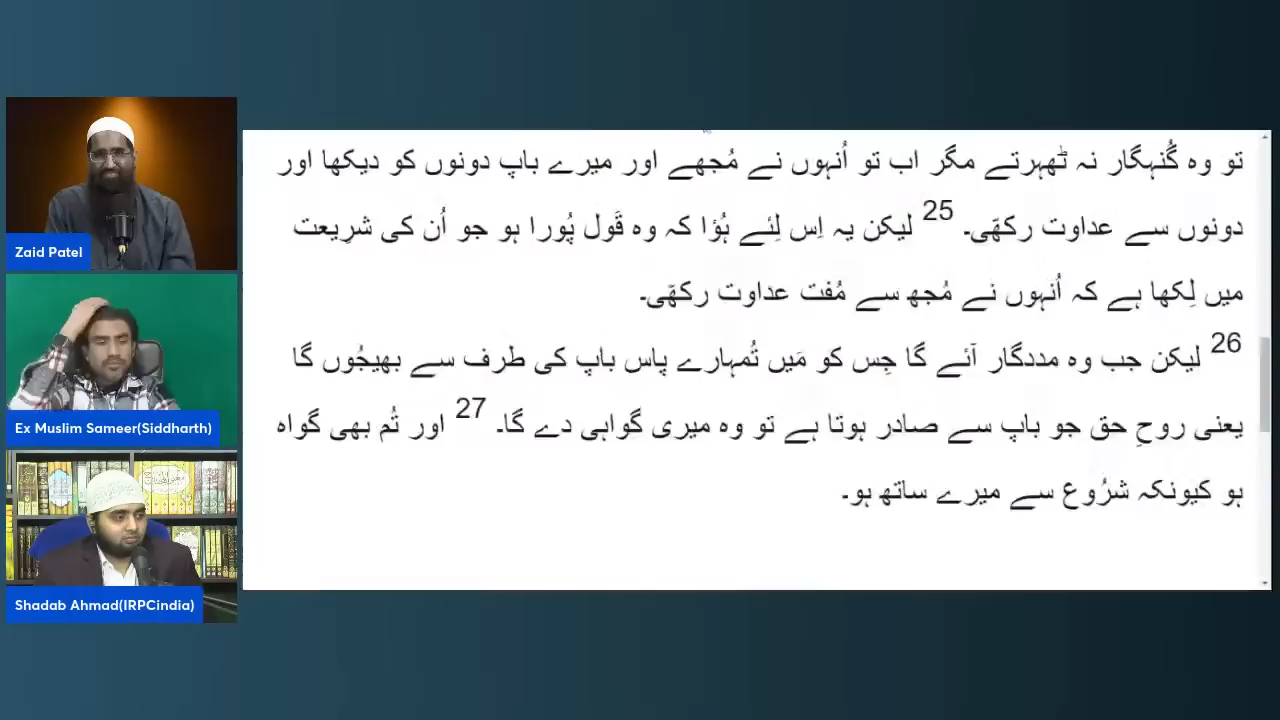 Zaid Patel
Ex Muslim Sameer(Siddharth)
Shadab Ahmad(IRPCindia)
تو وہ گُنہگار نہ ٹھہرتے مگر اب تو اُنہوں نے مُجھے اور میرے باپ دونوں کو دیکھا اور
دونوں سے عداوت رکھّی۔ 25 لیکن یہ اِس لِئے ہُؤا کہ وہ قَول پُورا ہو جو اُن کی شرِیعت
میں لِکھا ہے کہ اُنہوں نے مُجھ سے مُفت عداوت رکھّی۔
26 لیکن جب وہ مددگار آئے گا جِس کو مَیں تُمہارے پاس باپ کی طرف سے بھیجُوں گا
یعنی روحِ حق جو باپ سے صادر ہوتا ہے تو وہ میری گواہی دے گا۔ 27 اور تُم بھی گواہ
ہو کیونکہ شرُوع سے میرے ساتھ ہو۔